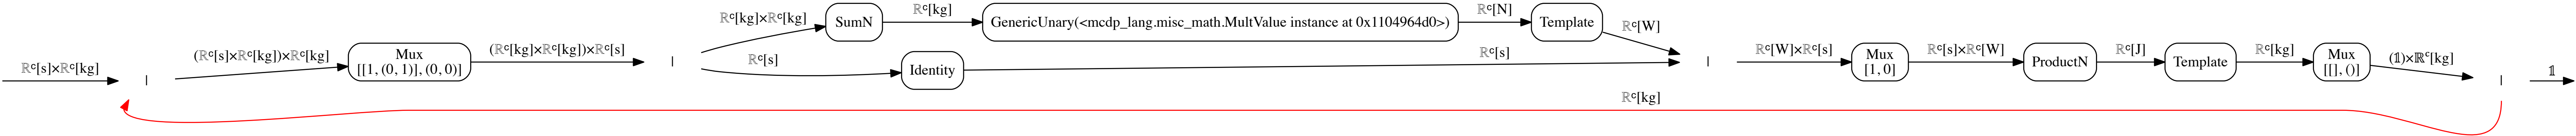 ℝᶜ[s]×ℝᶜ[kg]
|
(ℝᶜ[s]×ℝᶜ[kg])×ℝᶜ[kg]
Mux
[[1, (0, 1)], (0, 0)]
(ℝᶜ[kg]×ℝᶜ[kg])×ℝᶜ[s]
|
ℝᶜ[kg]×ℝᶜ[kg]
SumN
ℝᶜ[kg]
GenericUnary(<mcdp_lang.misc_math.MultValue instance at 0x1104964d0>)
ℝᶜ[N]
Template
ℝᶜ[W]
ℝᶜ[s]
Identity
ℝᶜ[s]
|
ℝᶜ[W]×ℝᶜ[s]
Mux
[1, 0]
ℝᶜ[s]×ℝᶜ[W]
ProductN
ℝᶜ[J]
Template
ℝᶜ[kg]
Mux
[[], ()]
(𝟙)×ℝᶜ[kg]
|
𝟙
ℝᶜ[kg]